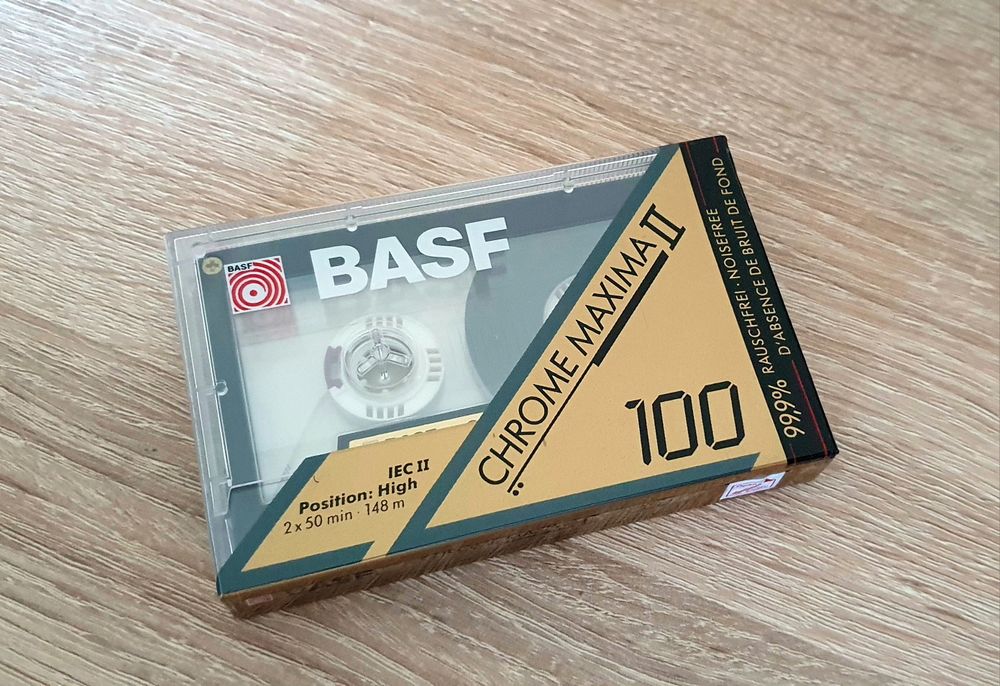 BASF
BASF
CHROME MAXIMA II
100
IEC II
Position: High
2 x 50 min · 148 m
99,9% RAUSCHFREI · NOISEFREE
D'ABSENCE DE BRUIT DE FOND